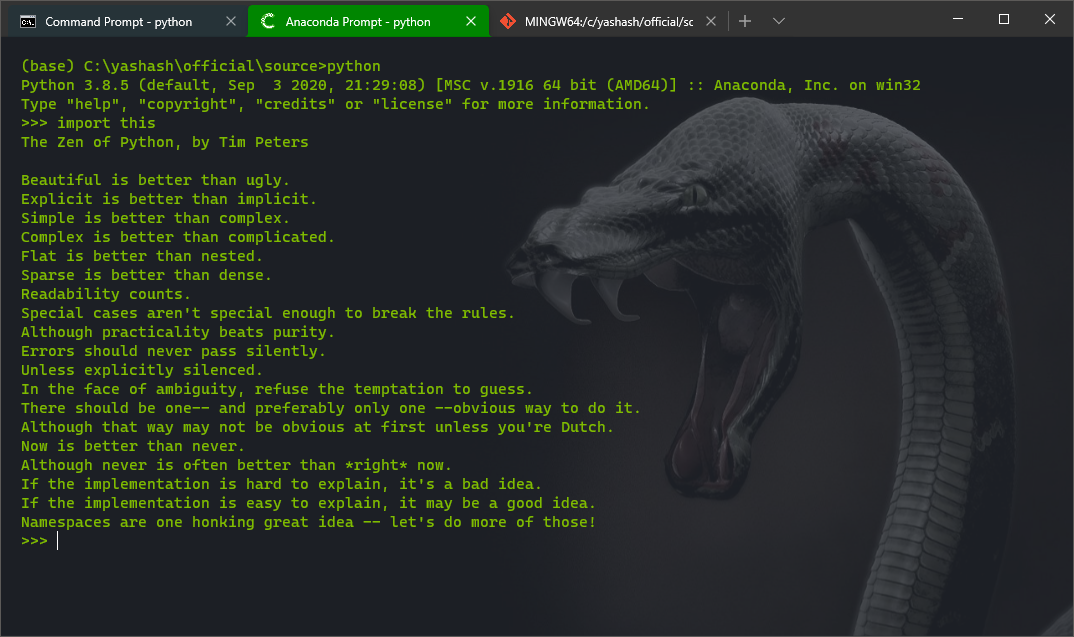 Command Prompt - python
Anaconda Prompt - python
MINGW64:/c/yashash/official/sc
(base) C:\yashash\official\source>python
Python 3.8.5 (default, Sep  3 2020, 21:29:08) [MSC v.1916 64 bit (AMD64)] :: Anaconda, Inc. on win32
Type "help", "copyright", "credits" or "license" for more information.
>>> import this
The Zen of Python, by Tim Peters

Beautiful is better than ugly.
Explicit is better than implicit.
Simple is better than complex.
Complex is better than complicated.
Flat is better than nested.
Sparse is better than dense.
Readability counts.
Special cases aren't special enough to break the rules.
Although practicality beats purity.
Errors should never pass silently.
Unless explicitly silenced.
In the face of ambiguity, refuse the temptation to guess.
There should be one-- and preferably only one --obvious way to do it.
Although that way may not be obvious at first unless you're Dutch.
Now is better than never.
Although never is often better than *right* now.
If the implementation is hard to explain, it's a bad idea.
If the implementation is easy to explain, it may be a good idea.
Namespaces are one honking great idea -- let's do more of those!
>>>